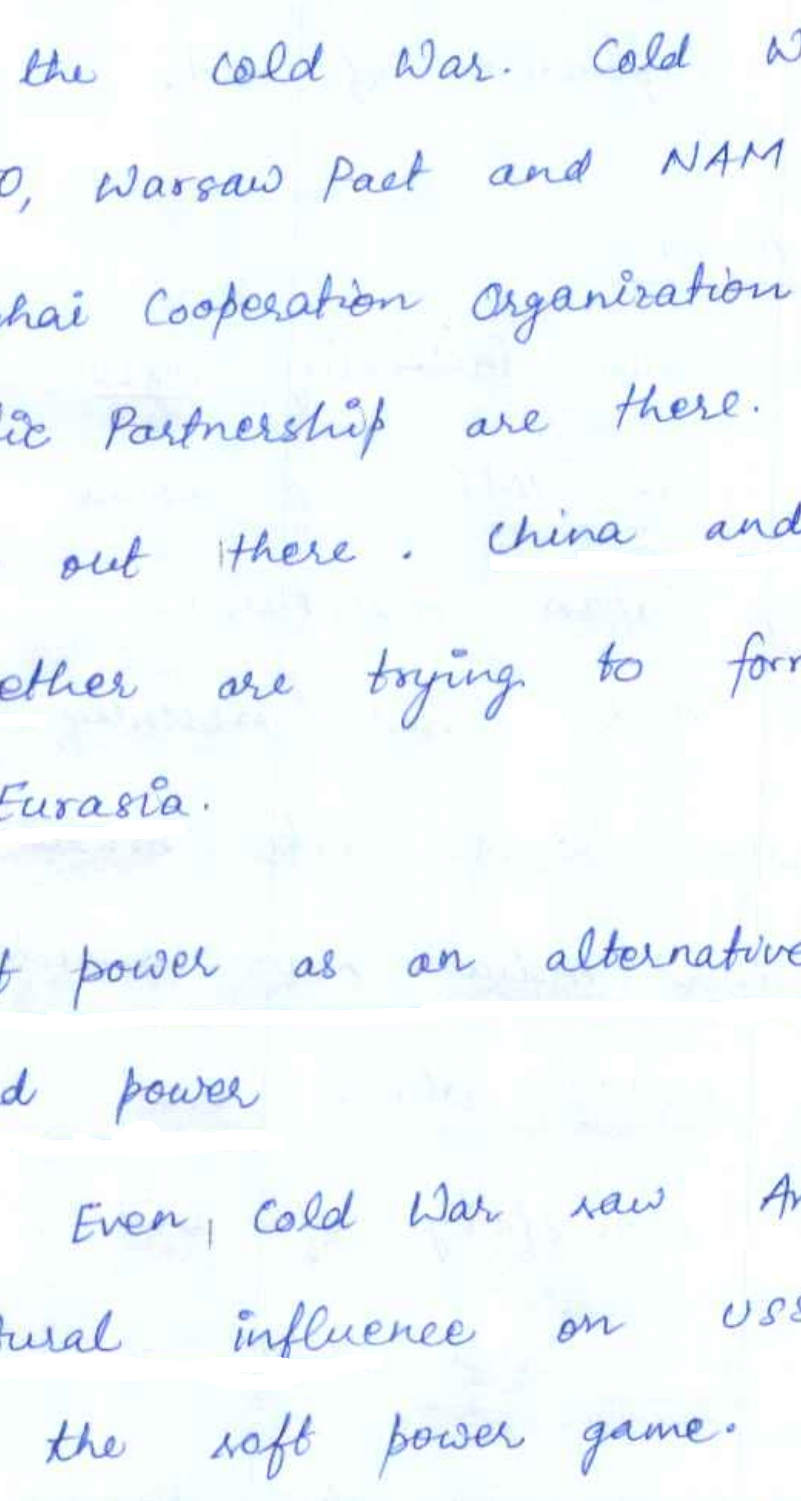 the Cold War. Cold W
O, Warsaw Pact and NAM
hai Cooperation Organization
ic Partnership are there.
out there. China and
ether are trying to for
Eurasia.
f power as an alternative
d power
Even, Cold War saw Am
tural influence on USS
the soft power game.